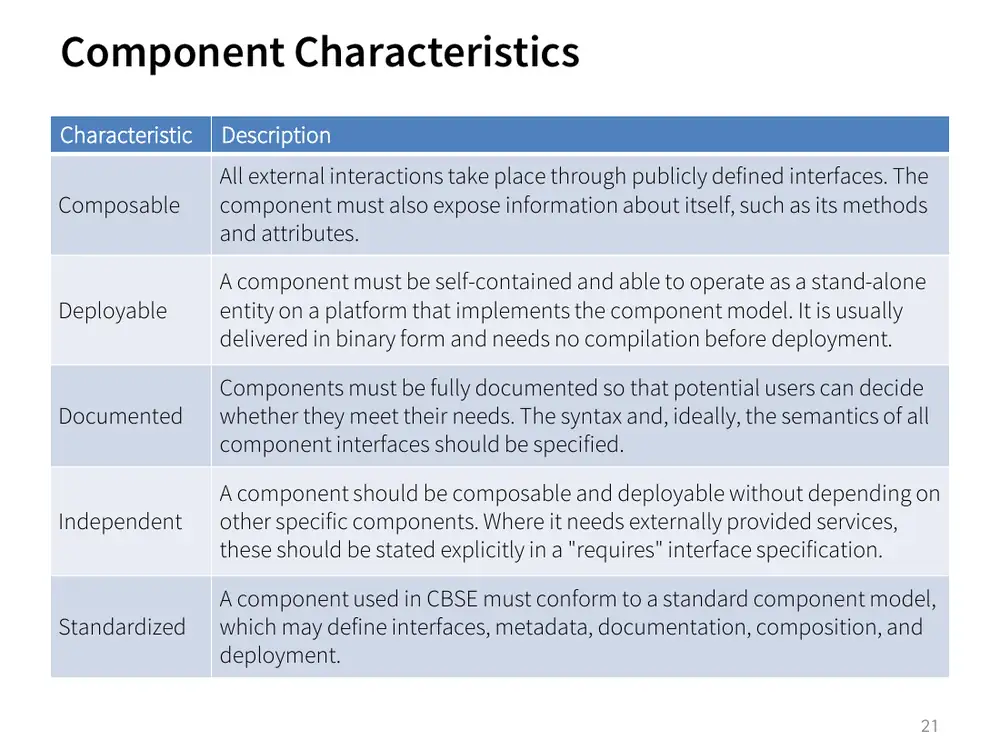 Component Characteristics
Characteristic
Description
Composable
All external interactions take place through publicly defined interfaces. The
component must also expose information about itself, such as its methods
and attributes.
Deployable
A component must be self-contained and able to operate as a stand-alone
entity on a platform that implements the component model. It is usually
delivered in binary form and needs no compilation before deployment.
Documented
Components must be fully documented so that potential users can decide
whether they meet their needs. The syntax and, ideally, the semantics of all
component interfaces should be specified.
Independent
A component should be composable and deployable without depending on
other specific components. Where it needs externally provided services,
these should be stated explicitly in a "requires" interface specification.
Standardized
A component used in CBSE must conform to a standard component model,
which may define interfaces, metadata, documentation, composition, and
deployment.
21